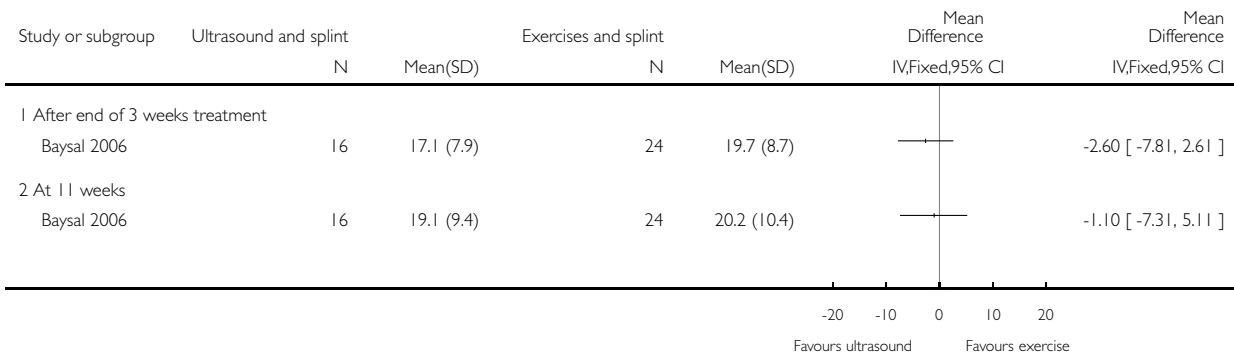 Study or subgroup Ultrasound and splint Exercises and splint Mean Difference Mean Difference
N Mean(SD) N Mean(SD) IV,Fixed,95% CI IV,Fixed,95% CI
1 After end of 3 weeks treatment
Baysal 2006 16 17.1 (7.9) 24 19.7 (8.7) -2.60 [ -7.81, 2.61 ]
2 At 11 weeks
Baysal 2006 16 19.1 (9.4) 24 20.2 (10.4) -1.10 [ -7.31, 5.11 ]
-20 -10 0 10 20
Favours ultrasound Favours exercise